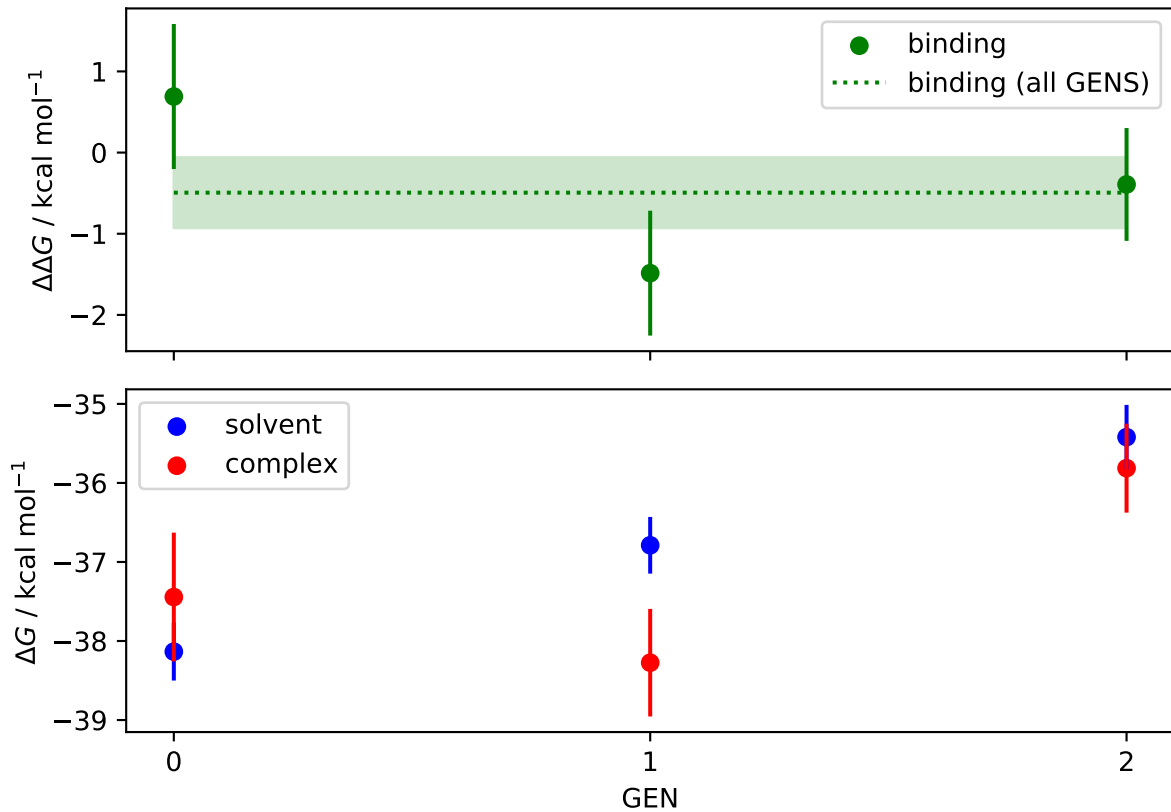 1
0
−1
−2
ΔΔG / kcal mol⁻¹
binding
binding (all GENS)
−35
−36
−37
−38
−39
ΔG / kcal mol⁻¹
solvent
complex
0 1 2
GEN